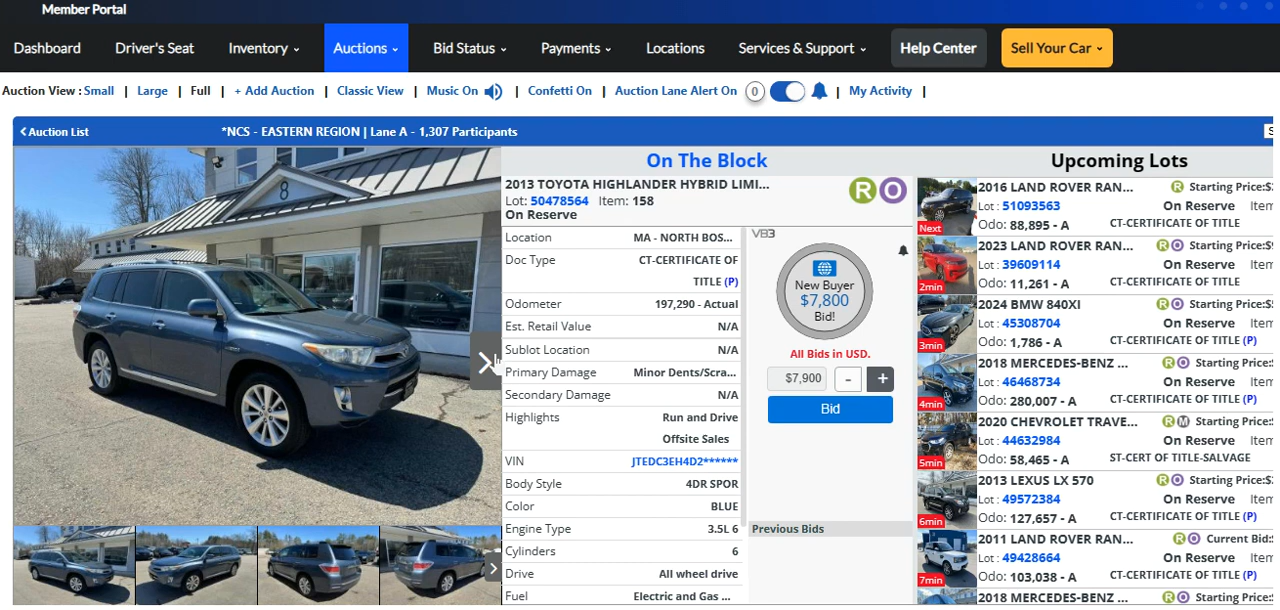 Member Portal
Dashboard Driver's Seat Inventory Auctions Bid Status Payments Locations Services & Support Help Center Sell Your Car
Auction View : Small | Large | Full | + Add Auction | Classic View | Music On | Confetti On | Auction Lane Alert On 0 | My Activity |
Auction List *NCS - EASTERN REGION | Lane A - 1,307 Participants
8
On The Block
2013 TOYOTA HIGHLANDER HYBRID LIMI...
Lot: 50478564 Item: 158
On Reserve
R O
Location MA - NORTH BOS...
Doc Type CT-CERTIFICATE OF
TITLE (P)
Odometer 197,290 - Actual
Est. Retail Value N/A
Sublot Location N/A
Primary Damage Minor Dents/Scra...
Secondary Damage N/A
Highlights Run and Drive
Offsite Sales
VIN JTEDC3EH4D2******
Body Style 4DR SPOR
Color BLUE
Engine Type 3.5L 6
Cylinders 6
Drive All wheel drive
Fuel Electric and Gas ...
VB3
New Buyer
$7,800
Bid!
All Bids in USD.
$7,900 - +
Bid
Previous Bids
Upcoming Lots
2016 LAND ROVER RAN... R Starting Price:$
Lot : 51093563 On Reserve Item
Next Odo: 88,895 - A CT-CERTIFICATE OF TITLE
2023 LAND ROVER RAN... R O Starting Price:$
Lot : 39609114 On Reserve Item
2min Odo: 11,261 - A CT-CERTIFICATE OF TITLE
2024 BMW 840XI R O Starting Price:$
Lot : 45308704 On Reserve Item
3min Odo: 1,786 - A CT-CERTIFICATE OF TITLE (P)
2018 MERCEDES-BENZ ... R O Starting Price:
Lot : 46468734 On Reserve Item
4min Odo: 280,007 - A CT-CERTIFICATE OF TITLE (P)
2020 CHEVROLET TRAVE... R M Starting Price:
Lot : 44632984 On Reserve Item
5min Odo: 58,465 - A ST-CERT OF TITLE-SALVAGE
2013 LEXUS LX 570 R O Starting Price:$
Lot : 49572384 On Reserve Item
6min Odo: 127,657 - A CT-CERTIFICATE OF TITLE (P)
2011 LAND ROVER RAN... R O Current Bid:
Lot : 49428664 On Reserve Item
7min Odo: 103,038 - A CT-CERTIFICATE OF TITLE (P)
2018 MERCEDES-BENZ ... R O Starting Price: